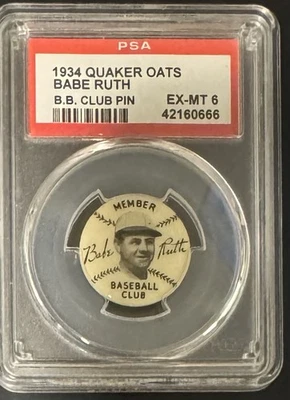 PSA
1934 QUAKER OATS
BABE RUTH
B.B. CLUB PIN EX-MT 6
42160666
MEMBER
Babe Ruth
BASEBALL
CLUB